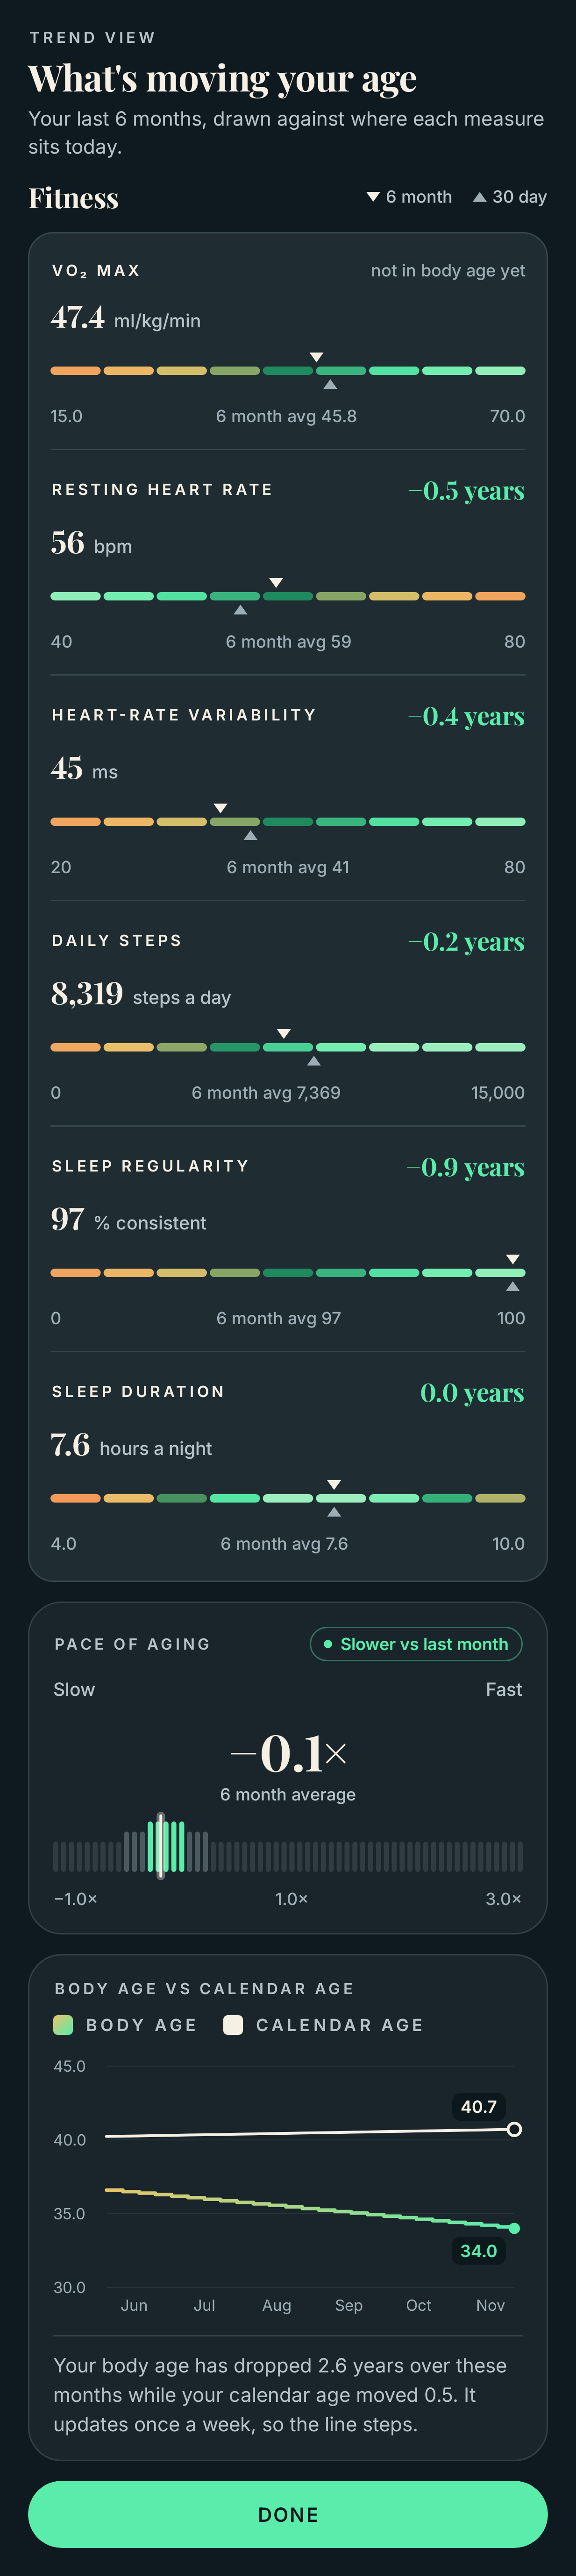 TREND VIEW
What's moving your age
Your last 6 months, drawn against where each measure
sits today.
Fitness
▼ 6 month ▲ 30 day
VO₂ MAX
not in body age yet
47.4 ml/kg/min
15.0 6 month avg 45.8 70.0
RESTING HEART RATE
−0.5 years
56 bpm
40 6 month avg 59 80
HEART-RATE VARIABILITY
−0.4 years
45 ms
20 6 month avg 41 80
DAILY STEPS
−0.2 years
8,319 steps a day
0 6 month avg 7,369 15,000
SLEEP REGULARITY
−0.9 years
97 % consistent
0 6 month avg 97 100
SLEEP DURATION
0.0 years
7.6 hours a night
4.0 6 month avg 7.6 10.0
PACE OF AGING
Slower vs last month
Slow Fast
−0.1×
6 month average
−1.0× 1.0× 3.0×
BODY AGE VS CALENDAR AGE
BODY AGE CALENDAR AGE
45.0
40.7
40.0
35.0
34.0
30.0
Jun Jul Aug Sep Oct Nov
Your body age has dropped 2.6 years over these
months while your calendar age moved 0.5. It
updates once a week, so the line steps.
DONE